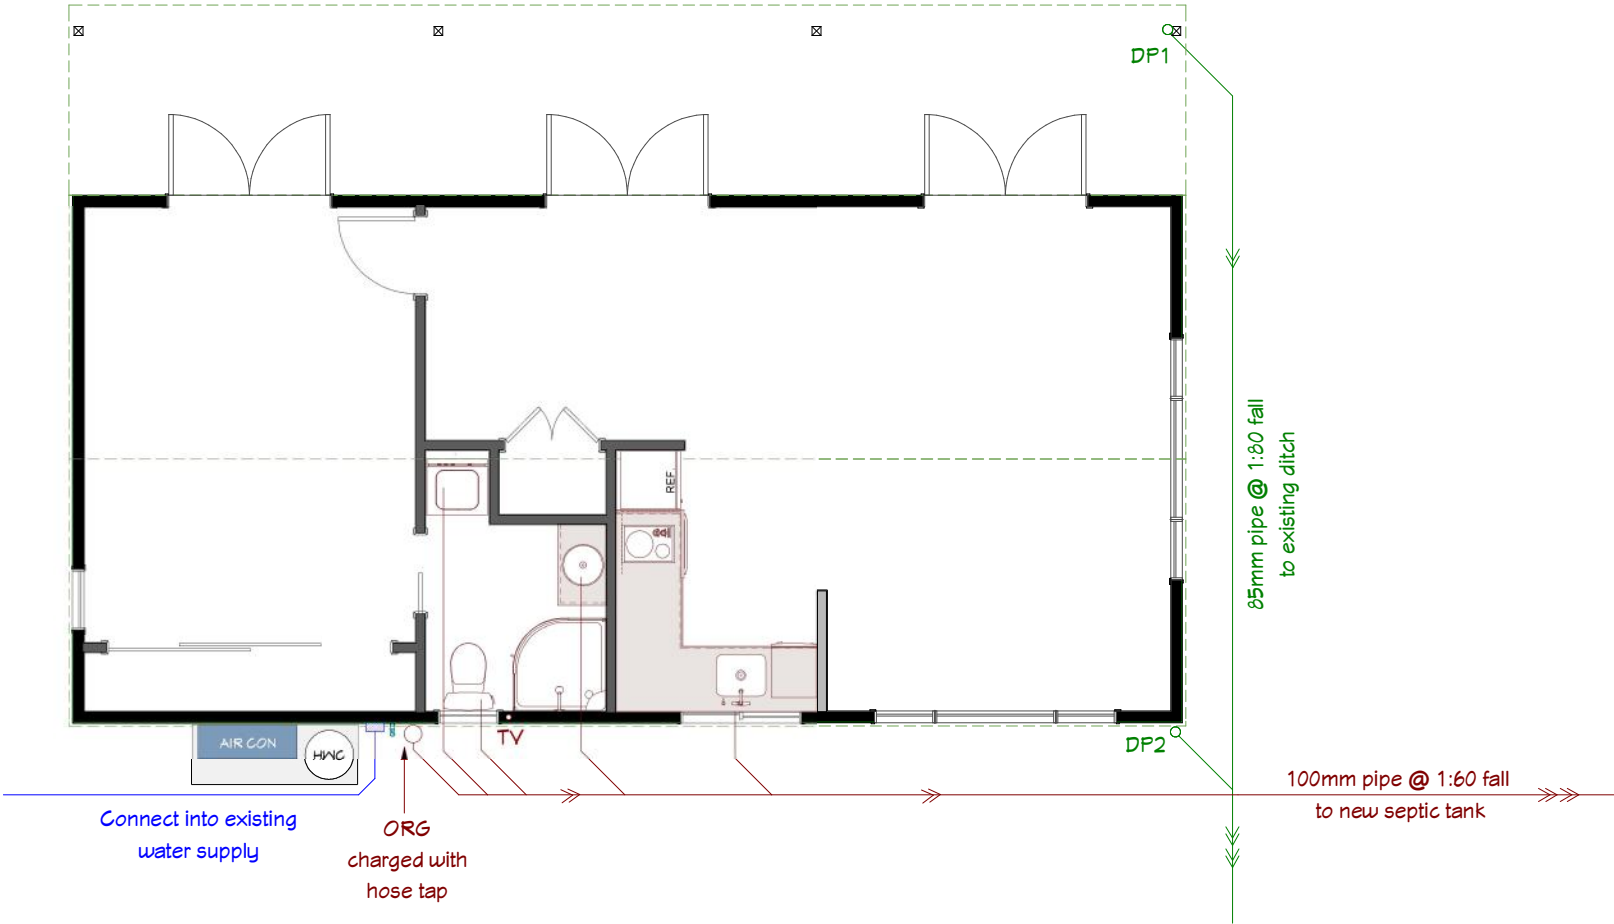 DP1
REF.
85mm pipe @ 1:80 fall
to existing ditch
AIR CON
HWC
TV
DP2
Connect into existing
water supply
ORG
charged with
hose tap
100mm pipe @ 1:60 fall
to new septic tank